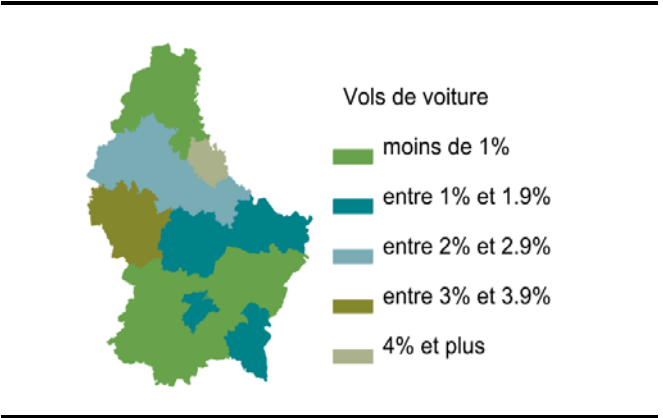 Vols de voiture
moins de 1%
entre 1% et 1.9%
entre 2% et 2.9%
entre 3% et 3.9%
4% et plus